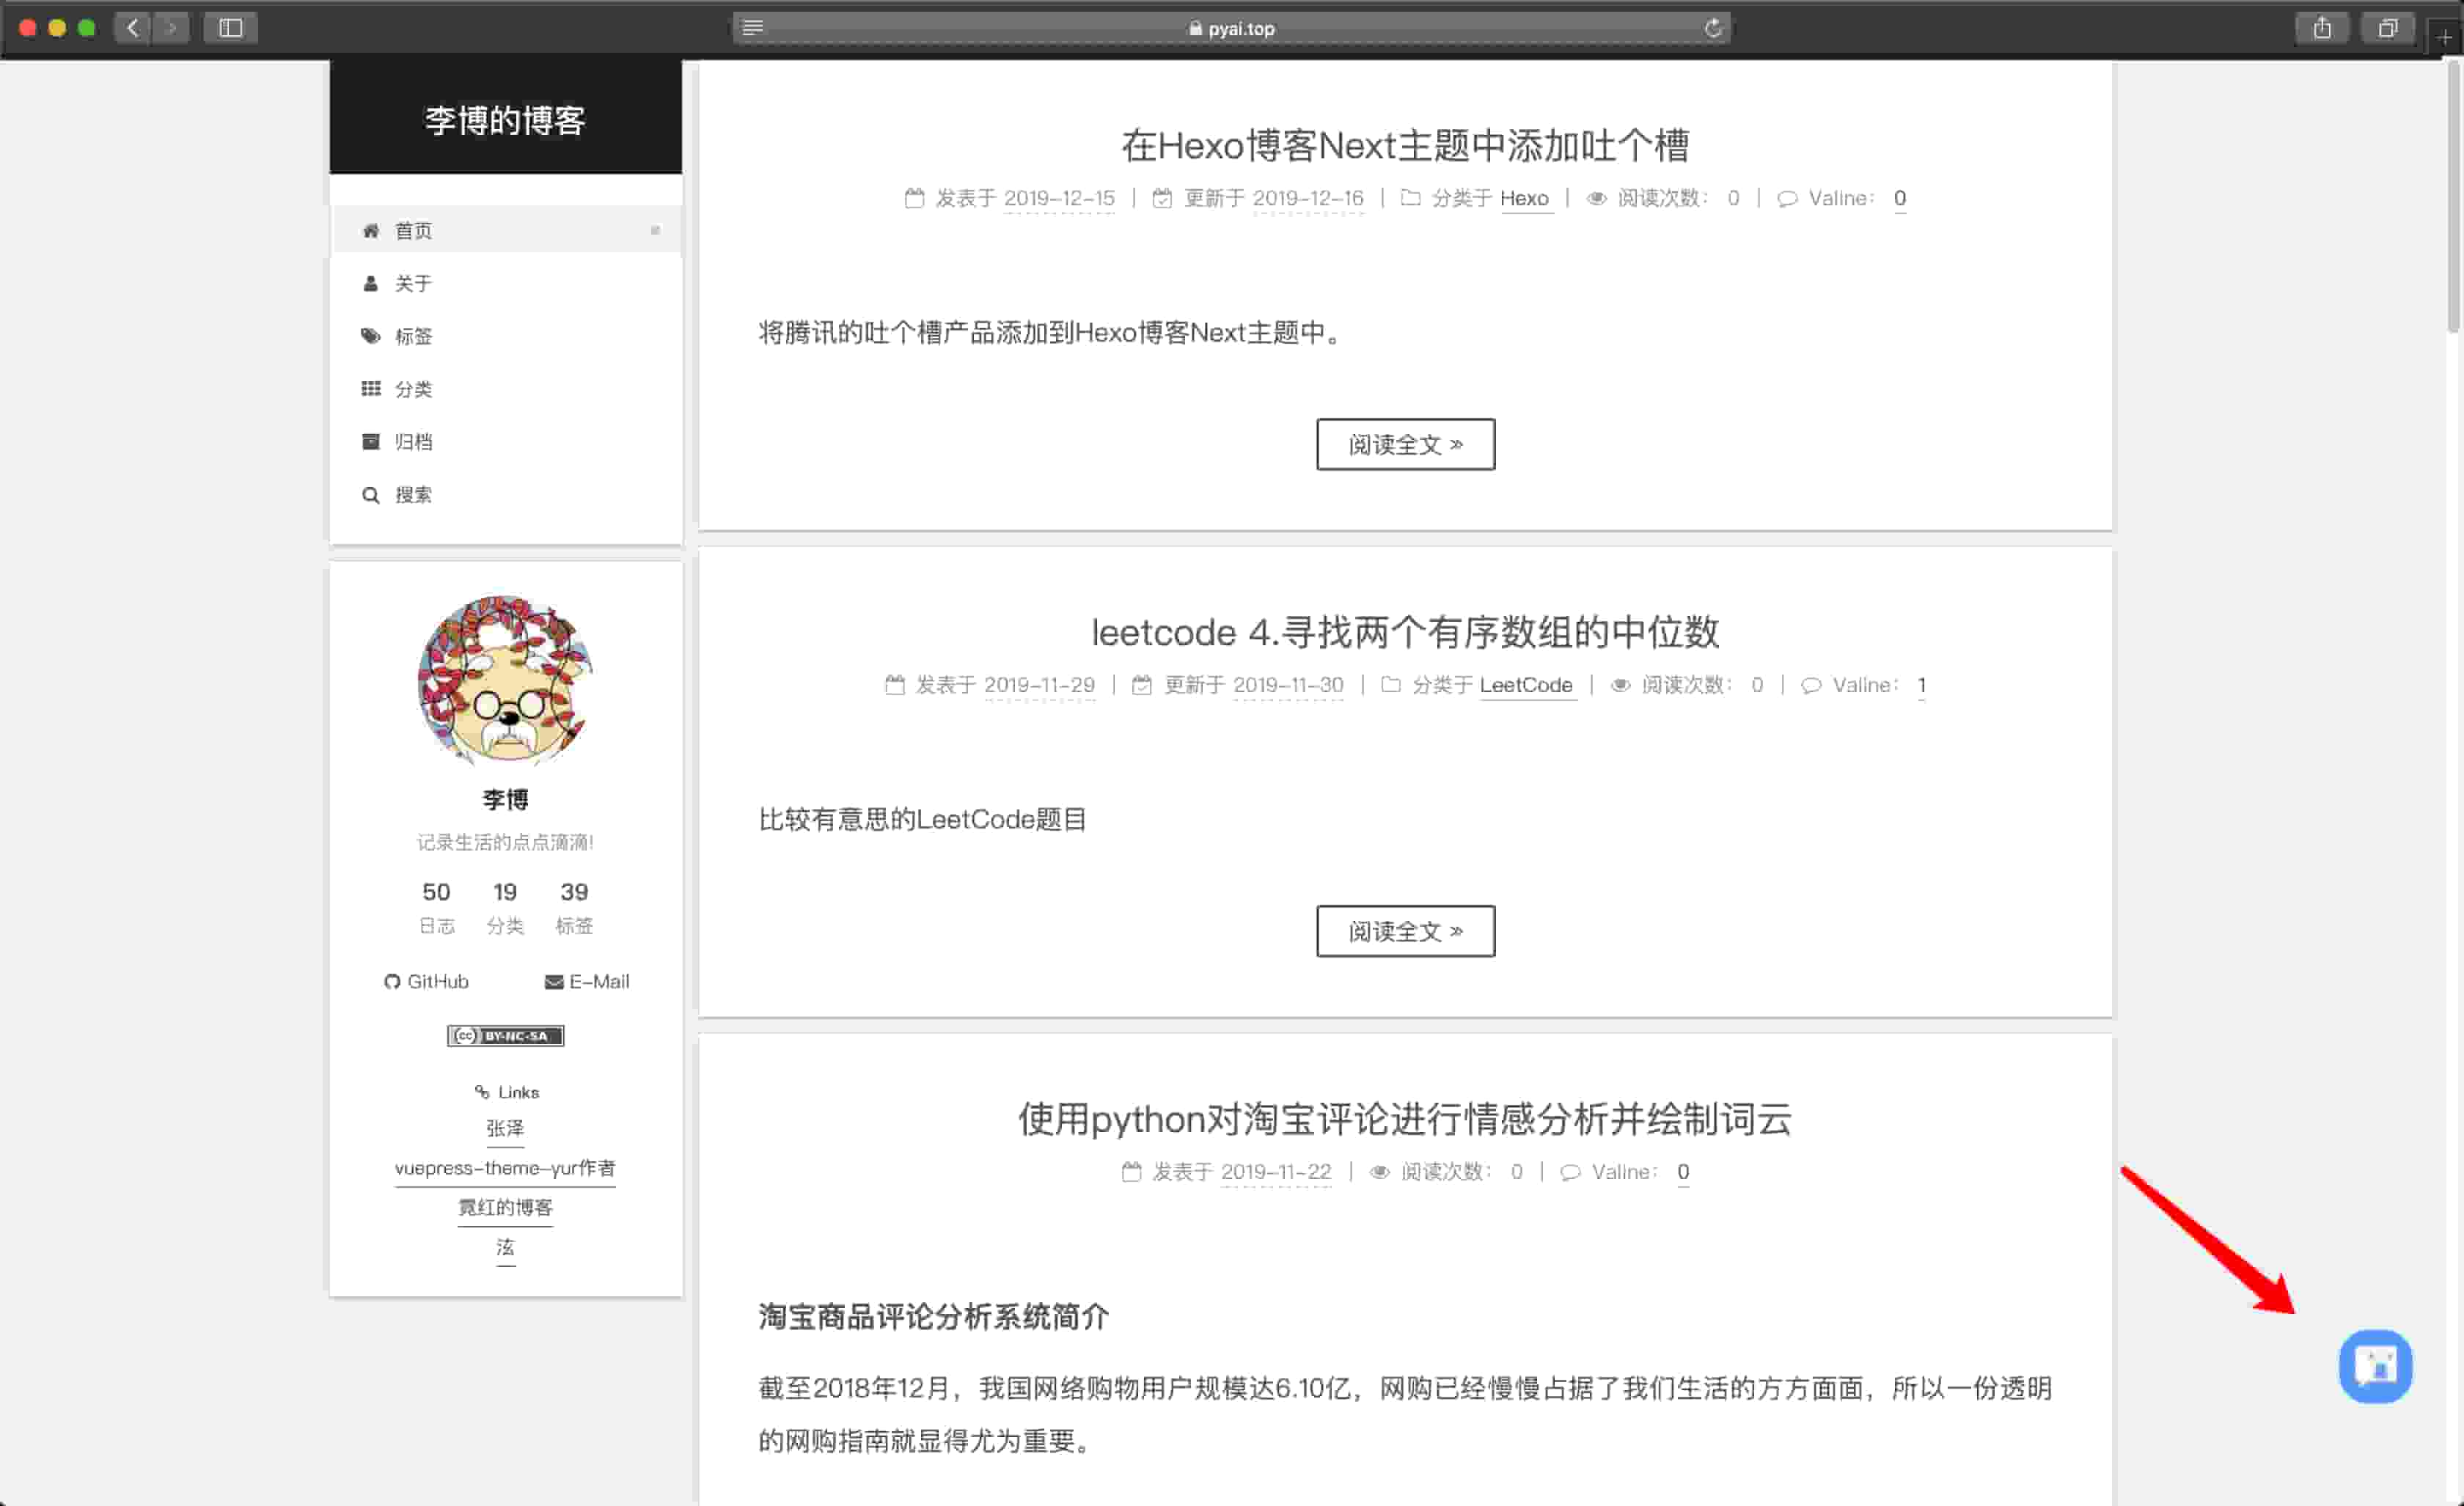 pyai.top
李博的博客
首页
关于
标签
分类
归档
搜索
李博
记录生活的点点滴滴!
50 19 39
日志 分类 标签
GitHub E-Mail
cc BY-NC-SA
Links
张泽
vuepress-theme-yur作者
霓红的博客
泫
在Hexo博客Next主题中添加吐个槽
发表于 2019-12-15 | 更新于 2019-12-16 | 分类于 Hexo | 阅读次数： 0 | Valine： 0
将腾讯的吐个槽产品添加到Hexo博客Next主题中。
阅读全文 »
leetcode 4.寻找两个有序数组的中位数
发表于 2019-11-29 | 更新于 2019-11-30 | 分类于 LeetCode | 阅读次数： 0 | Valine： 1
比较有意思的LeetCode题目
阅读全文 »
使用python对淘宝评论进行情感分析并绘制词云
发表于 2019-11-22 | 阅读次数： 0 | Valine： 0
淘宝商品评论分析系统简介
截至2018年12月，我国网络购物用户规模达6.10亿，网购已经慢慢占据了我们生活的方方面面，所以一份透明
的网购指南就显得尤为重要。